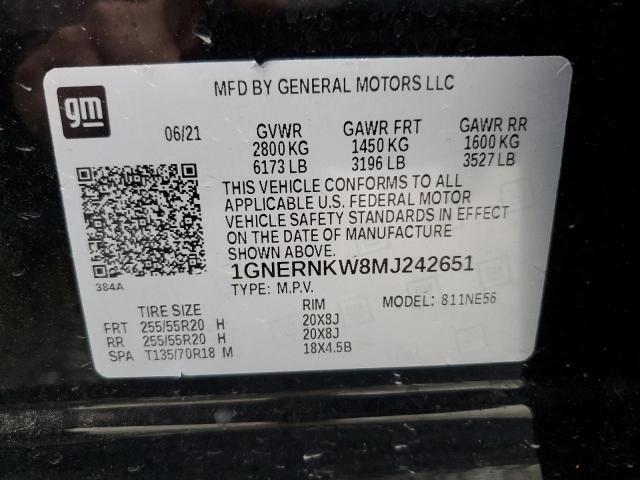 MFD BY GENERAL MOTORS LLC
gm
06/21 GVWR GAWR FRT GAWR RR
2800 KG 1450 KG 1600 KG
6173 LB 3196 LB 3527 LB
THIS VEHICLE CONFORMS TO ALL
APPLICABLE U.S. FEDERAL MOTOR
VEHICLE SAFETY STANDARDS IN EFFECT
ON THE DATE OF MANUFACTURE
SHOWN ABOVE.
384A
1GNERNKW8MJ242651
TYPE: M.P.V. MODEL: 811NE56
TIRE SIZE RIM
FRT 255/55R20 H 20X8J
RR 255/55R20 H 20X8J
SPA T135/70R18 M 18X4.5B